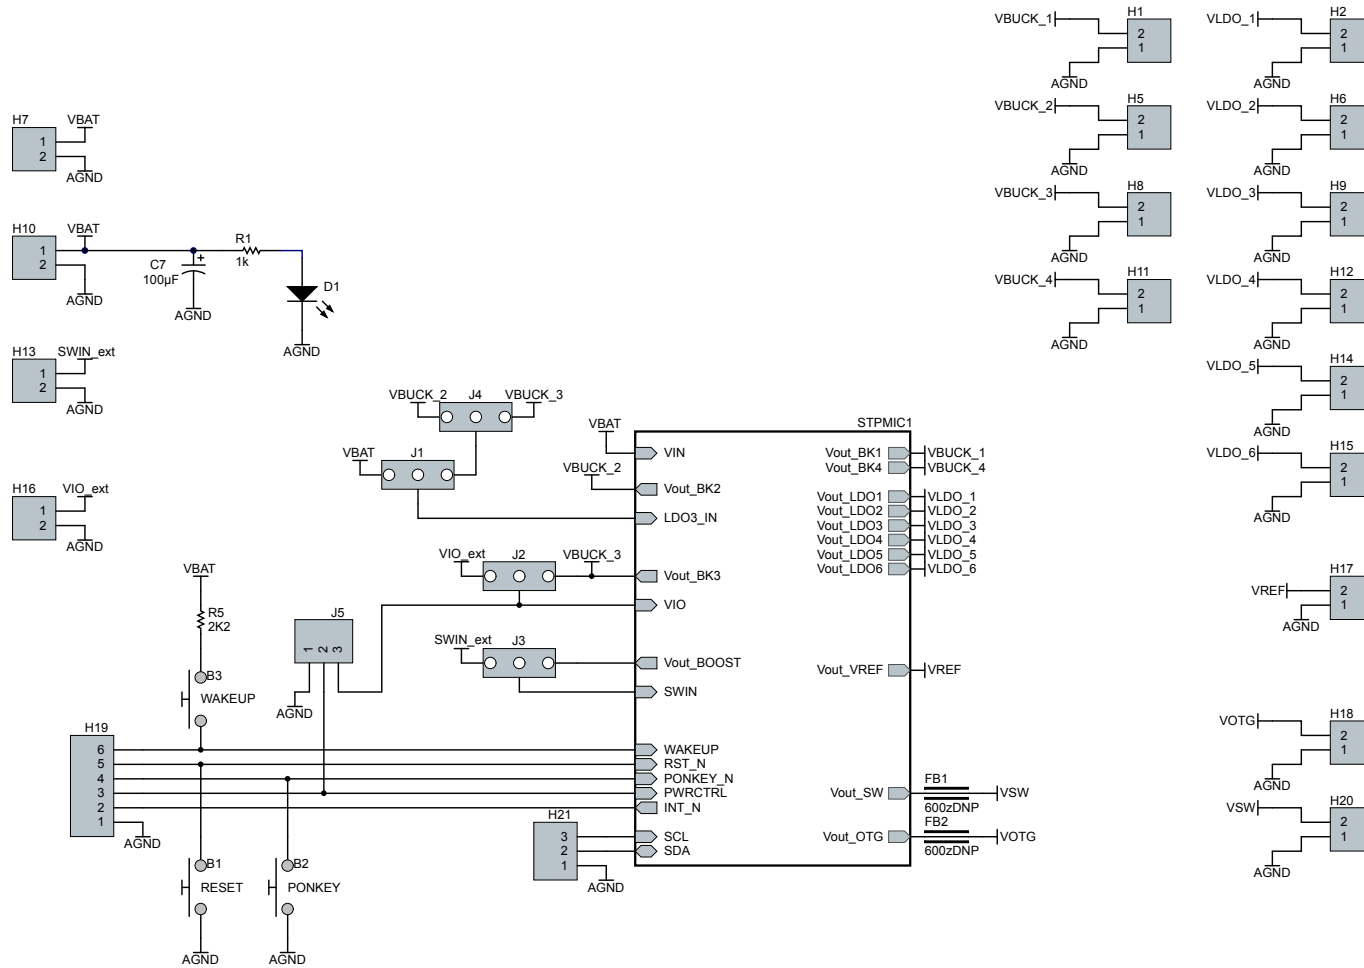 H7
VBAT
1
2
AGND
H10
VBAT
1
2
AGND
C7
100µF
AGND
R1
1k
D1
AGND
H13
SWIN_ext
1
2
AGND
H16
VIO_ext
1
2
AGND
VBUCK_1
H1
2
1
AGND
VLDO_1
H2
2
1
AGND
VBUCK_2
H5
2
1
AGND
VLDO_2
H6
2
1
AGND
VBUCK_3
H8
2
1
AGND
VLDO_3
H9
2
1
AGND
VBUCK_4
H11
2
1
AGND
VLDO_4
H12
2
1
AGND
VLDO_5
H14
2
1
AGND
VLDO_6
H15
2
1
AGND
VREF
H17
2
1
AGND
VOTG
H18
2
1
AGND
VSW
H20
2
1
AGND
VBUCK_2
J4
VBUCK_3
VBAT
J1
VBAT
VBUCK_2
VIO_ext
J2
VBUCK_3
SWIN_ext
J3
J5
1
2
3
AGND
VBAT
R5
2K2
B3
WAKEUP
H19
6
5
4
3
2
1
AGND
B1
RESET
AGND
B2
PONKEY
AGND
H21
3
2
1
AGND
STPMIC1
VIN
Vout_BK2
LDO3_IN
Vout_BK3
VIO
Vout_BOOST
SWIN
WAKEUP
RST_N
PONKEY_N
PWRCTRL
INT_N
SCL
SDA
Vout_BK1 VBUCK_1
Vout_BK4 VBUCK_4
Vout_LDO1 VLDO_1
Vout_LDO2 VLDO_2
Vout_LDO3 VLDO_3
Vout_LDO4 VLDO_4
Vout_LDO5 VLDO_5
Vout_LDO6 VLDO_6
Vout_VREF VREF
FB1
Vout_SW VSW
600zDNP
FB2
Vout_OTG VOTG
600zDNP